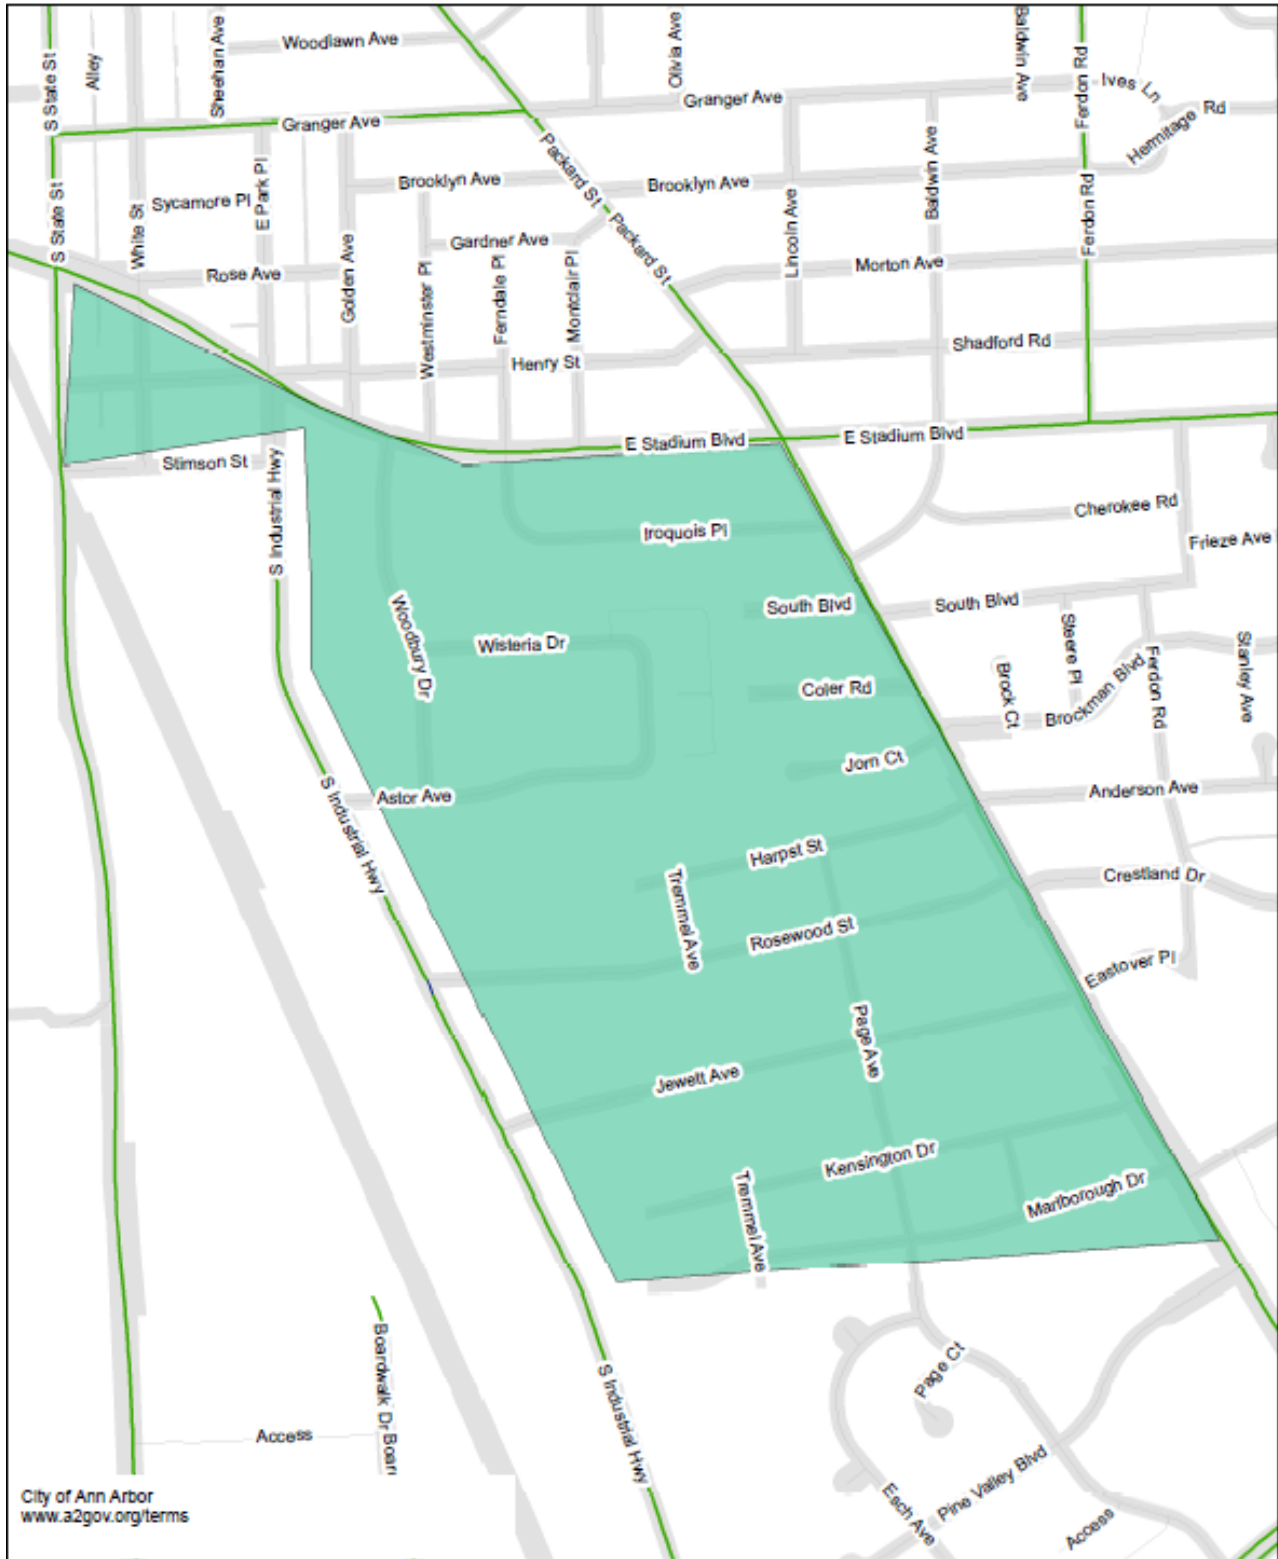 S State St
Alley
Sheehan Ave
Woodlawn Ave
Olivia Ave
Baldwin Ave
Ferdon Rd
Ives Ln
Granger Ave
Granger Ave
Hermitage Rd
S State St
White St
Sycamore Pl
E Park Pl
Brooklyn Ave
Packard St
Brooklyn Ave
Baldwin Ave
Ferdon Rd
Rose Ave
Golden Ave
Gardner Ave
Westminster Pl
Ferndale Pl
Montclair Pl
Packard St
Lincoln Ave
Morton Ave
Henry St
Shadford Rd
Stimson St
S Industrial Hwy
E Stadium Blvd
E Stadium Blvd
Iroquois Pl
Cherokee Rd
Frieze Ave
Woodbury Dr
Wisteria Dr
South Blvd
South Blvd
Steere Pl
Coler Rd
Brock Ct
Brockman Blvd
Ferdon Rd
Stanley Ave
Jorn Ct
S Industrial Hwy
Astor Ave
Anderson Ave
Harpst St
Tremmel Ave
Crestland Dr
Rosewood St
Eastover Pl
Page Ave
Jewett Ave
Kensington Dr
Tremmel Ave
Marlborough Dr
Boardwalk Dr
Boar
S Industrial Hwy
Page Ct
Access
Pine Valley Blvd
Esch Ave
Access
City of Ann Arbor
www.a2gov.org/terms